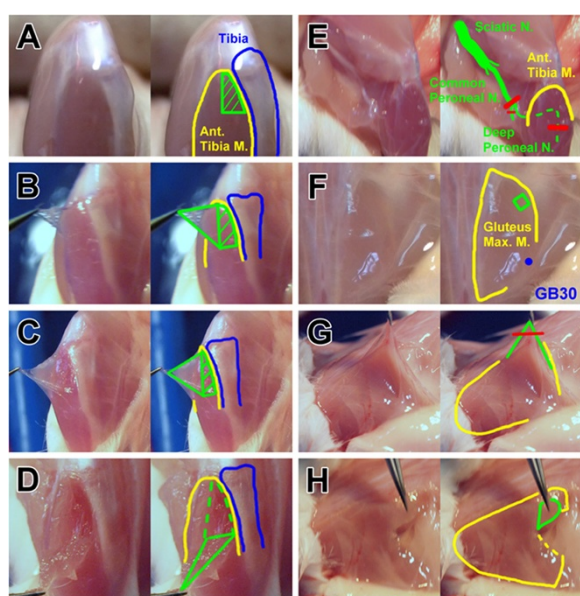 A
Tibia
Ant.
Tibia M.
B
C
D
E
Sciatic N.
Ant.
Tibia M.
Common
Peroneal N.
Deep
Peroneal N.
F
Gluteus
Max. M.
GB30
G
H